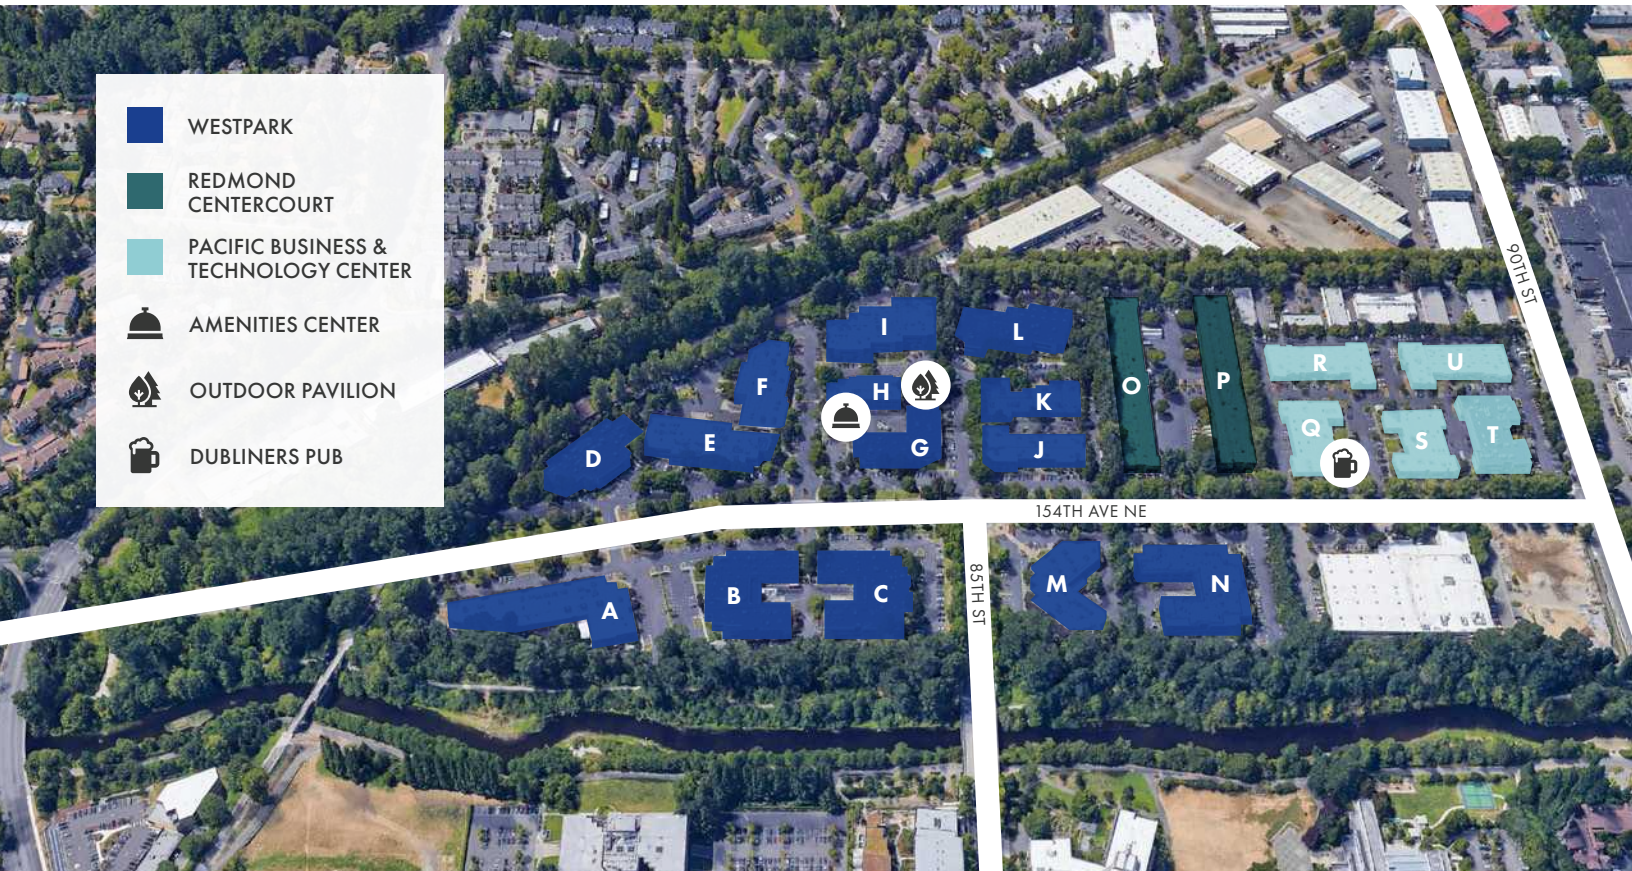 WESTPARK
REDMOND
CENTERCOURT
PACIFIC BUSINESS &
TECHNOLOGY CENTER
AMENITIES CENTER
OUTDOOR PAVILION
DUBLINERS PUB
90TH ST
I
L
F
H
O
P
R
U
K
D
E
G
J
Q
S
T
154TH AVE NE
A
B
C
85TH ST
M
N